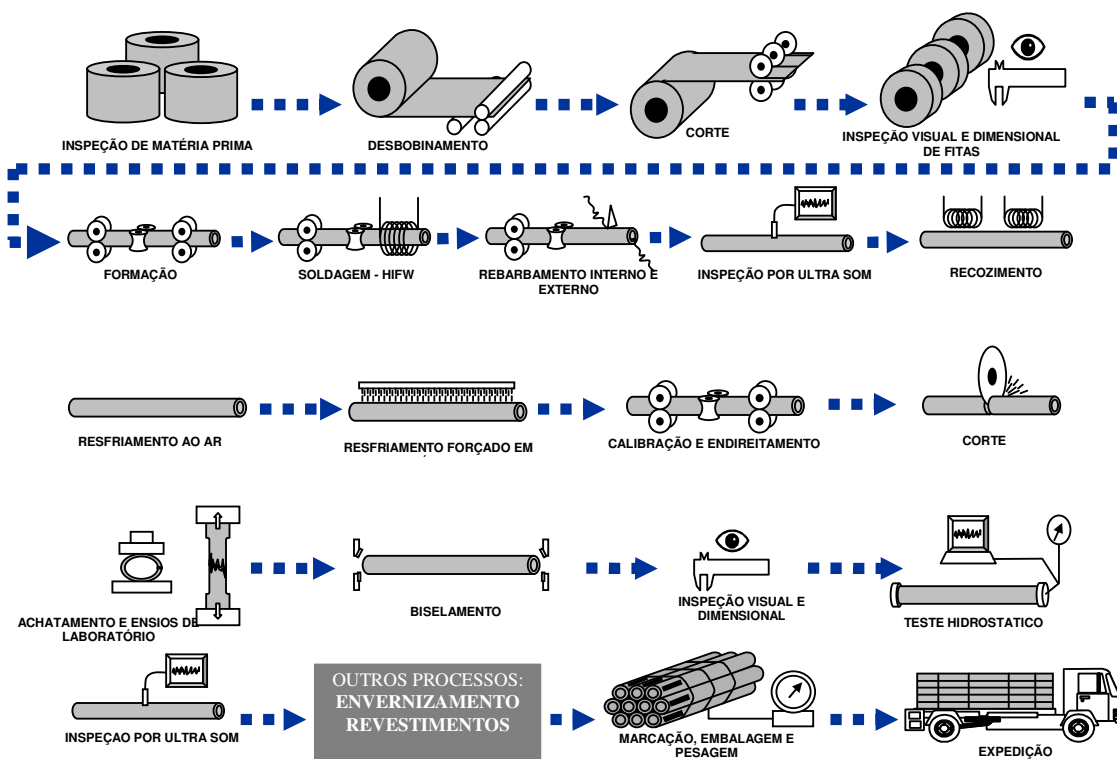 INSPEÇÃO DE MATÉRIA PRIMA
DESBOBINAMENTO
CORTE
INSPEÇÃO VISUAL E DIMENSIONAL
DE FITAS
FORMAÇÃO
SOLDAGEM - HIFW
REBARBAMENTO INTERNO E
EXTERNO
INSPEÇÃO POR ULTRA SOM
RECOZIMENTO
RESFRIAMENTO AO AR
RESFRIAMENTO FORÇADO EM
CALIBRAÇÃO E ENDIREITAMENTO
CORTE
ACHATAMENTO E ENSIOS DE
LABORATÓRIO
BISELAMENTO
INSPEÇÃO VISUAL E
DIMENSIONAL
TESTE HIDROSTATICO
INSPEÇAO POR ULTRA SOM
OUTROS PROCESSOS:
ENVERNIZAMENTO
REVESTIMENTOS
MARCAÇÃO, EMBALAGEM E
PESAGEM
EXPEDIÇÃO